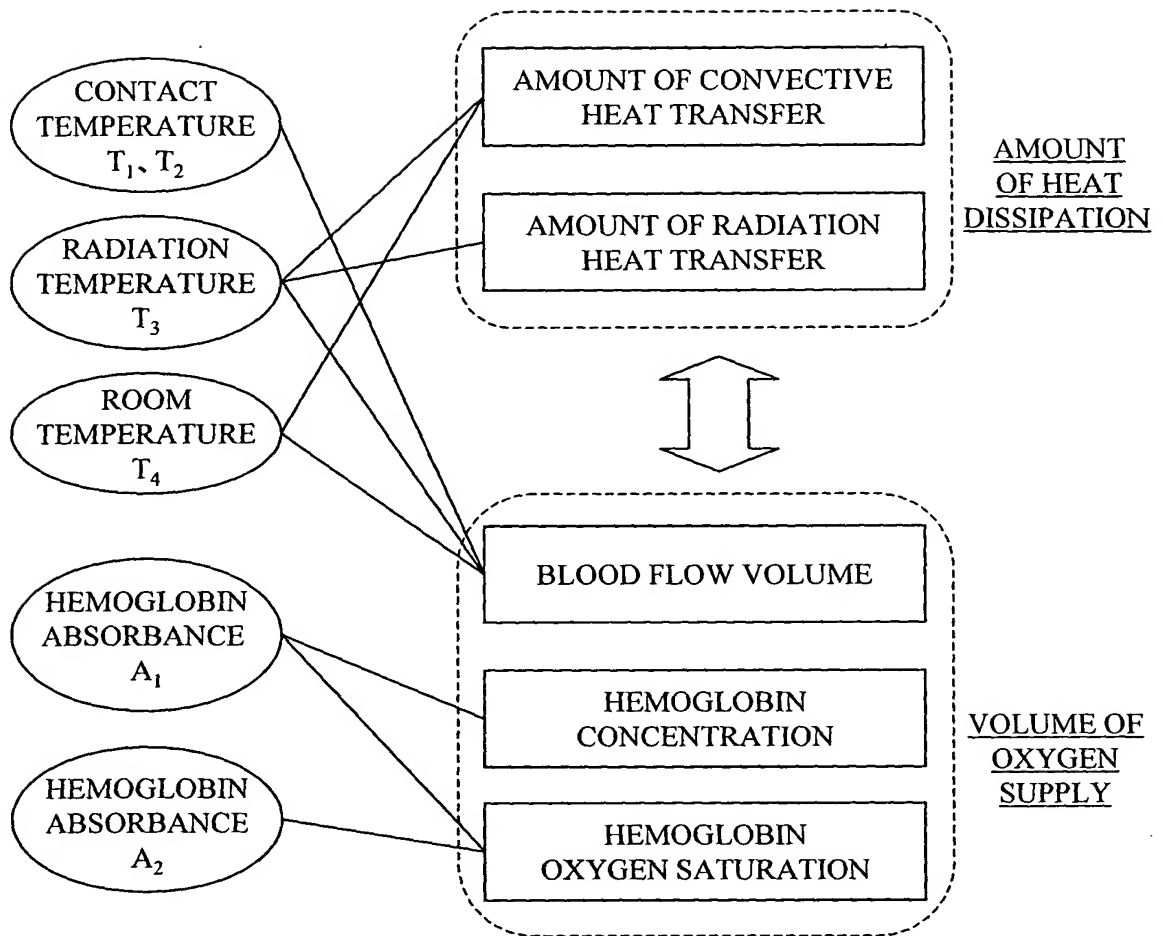 CONTACT
TEMPERATURE
T₁、T₂
RADIATION
TEMPERATURE
T₃
ROOM
TEMPERATURE
T₄
HEMOGLOBIN
ABSORBANCE
A₁
HEMOGLOBIN
ABSORBANCE
A₂
AMOUNT OF CONVECTIVE
HEAT TRANSFER
AMOUNT OF RADIATION
HEAT TRANSFER
AMOUNT
OF HEAT
DISSIPATION
BLOOD FLOW VOLUME
HEMOGLOBIN
CONCENTRATION
HEMOGLOBIN
OXYGEN SATURATION
VOLUME OF
OXYGEN
SUPPLY